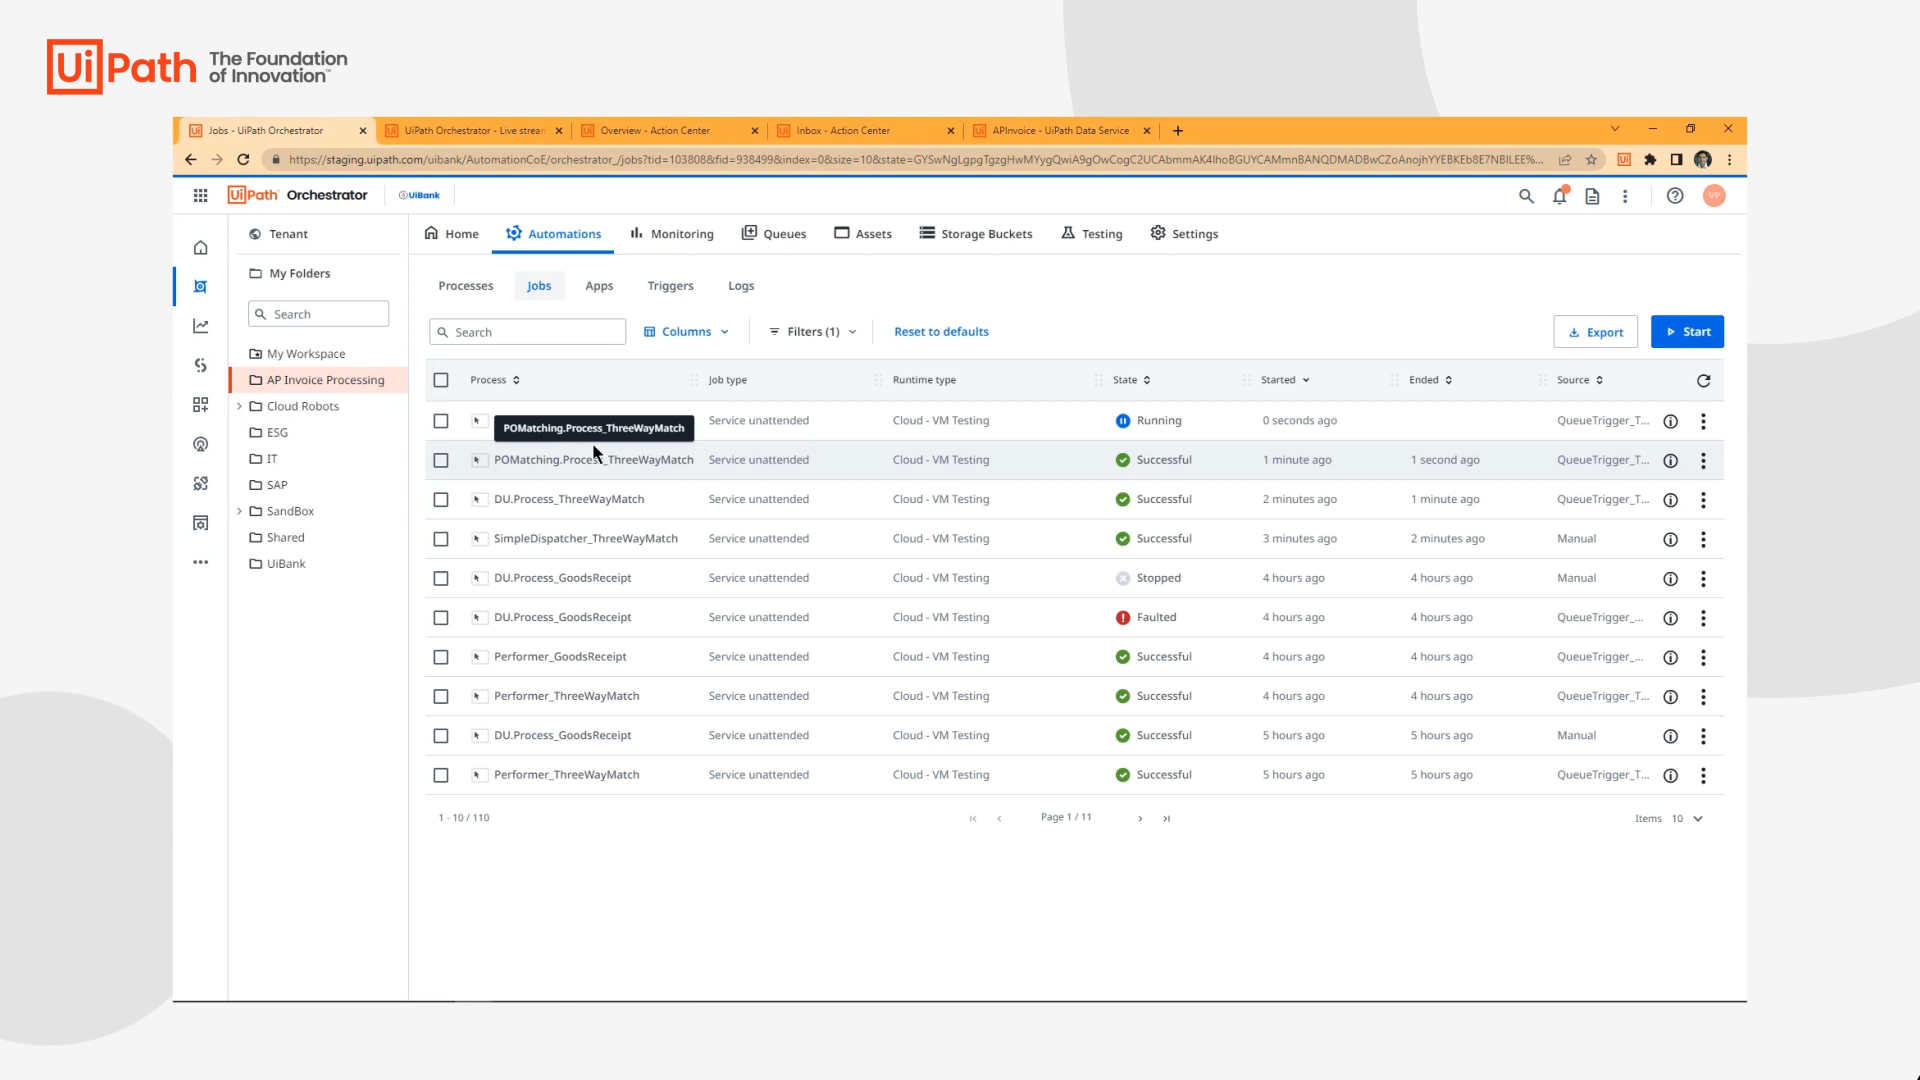 UiPath The Foundation of Innovation™
Jobs - UiPath Orchestrator
UiPath Orchestrator - Live strean
Overview - Action Center
Inbox - Action Center
APInvoice - UiPath Data Service
UiPath Orchestrator UiBank
VP
Tenant
My Folders
Search
My Workspace
AP Invoice Processing
Cloud Robots
ESG
IT
SAP
SandBox
Shared
UiBank
Home Automations Monitoring Queues Assets Storage Buckets Testing Settings
Processes Jobs Apps Triggers Logs
Search Columns Filters (1) Reset to defaults Export Start
Process Job type Runtime type State Started Ended Source
POMatching.Process_ThreeWayMatch
Service unattended Cloud - VM Testing Running 0 seconds ago QueueTrigger_T...
POMatching.Process_ThreeWayMatch Service unattended Cloud - VM Testing Successful 1 minute ago 1 second ago QueueTrigger_T...
DU.Process_ThreeWayMatch Service unattended Cloud - VM Testing Successful 2 minutes ago 1 minute ago QueueTrigger_T...
SimpleDispatcher_ThreeWayMatch Service unattended Cloud - VM Testing Successful 3 minutes ago 2 minutes ago Manual
DU.Process_GoodsReceipt Service unattended Cloud - VM Testing Stopped 4 hours ago 4 hours ago Manual
DU.Process_GoodsReceipt Service unattended Cloud - VM Testing Faulted 4 hours ago 4 hours ago QueueTrigger_...
Performer_GoodsReceipt Service unattended Cloud - VM Testing Successful 4 hours ago 4 hours ago QueueTrigger_...
Performer_ThreeWayMatch Service unattended Cloud - VM Testing Successful 4 hours ago 4 hours ago QueueTrigger_T...
DU.Process_GoodsReceipt Service unattended Cloud - VM Testing Successful 5 hours ago 5 hours ago Manual
Performer_ThreeWayMatch Service unattended Cloud - VM Testing Successful 5 hours ago 5 hours ago QueueTrigger_T...
1 - 10 / 110 Page 1 / 11 Items 10